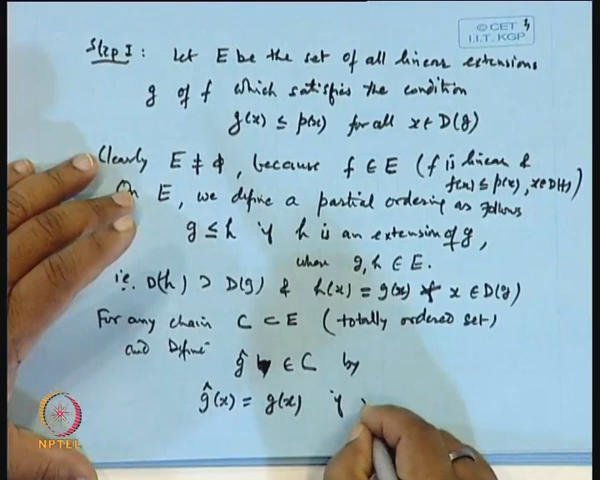 © CET
I.I.T. KGP
Step I: Let E be the set of all linear extensions
g of f which satisfies the condition
g(x) ≤ p(x) for all x ∈ D(g)
Clearly E ≠ φ, because f ∈ E (f is linear &
f(x) ≤ p(x), x ∈ D(f))
On E, we define a partial ordering as follows
g ≤ h if h is an extension of g,
where g, h ∈ E.
i.e. D(h) ⊃ D(g) & h(x) = g(x) ∀ x ∈ D(g)
For any chain C ⊂ E (totally ordered set)
and Define
ĝ ∈ C by
ĝ(x) = g(x) if
NPTEL